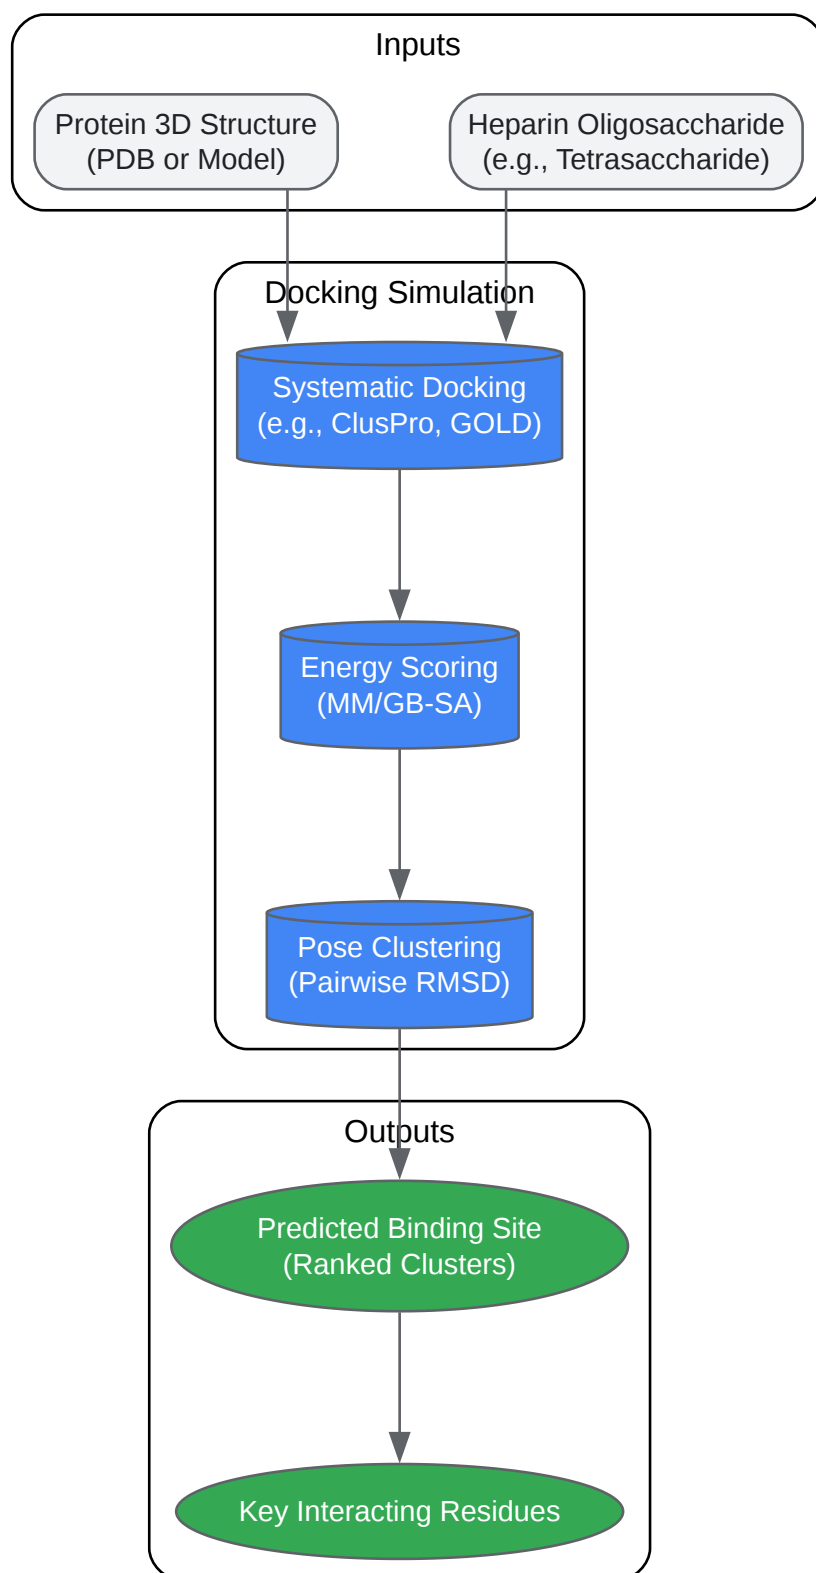 Inputs
Protein 3D Structure
(PDB or Model)
Heparin Oligosaccharide
(e.g., Tetrasaccharide)
Docking Simulation
Systematic Docking
(e.g., ClusPro, GOLD)
Energy Scoring
(MM/GB-SA)
Pose Clustering
(Pairwise RMSD)
Outputs
Predicted Binding Site
(Ranked Clusters)
Key Interacting Residues